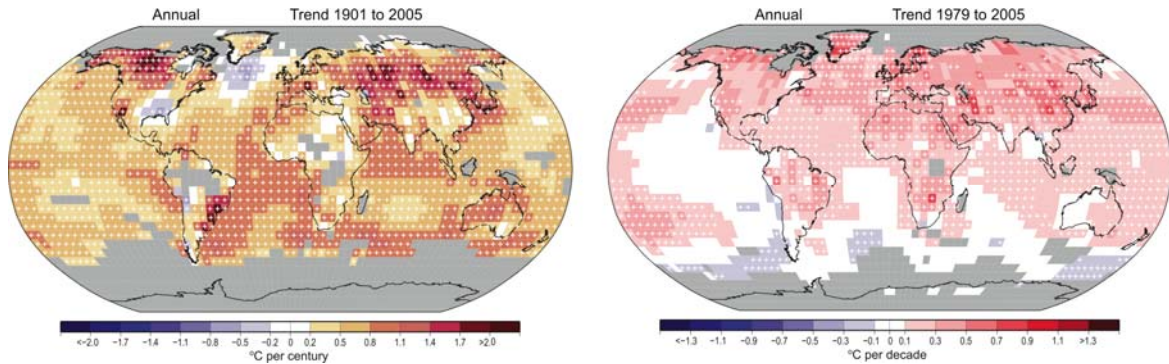 Annual Trend 1901 to 2005
<-2.0 -1.7 -1.4 -1.1 -0.8 -0.5 -0.2 0 0.2 0.5 0.8 1.1 1.4 1.7 >2.0
°C per century
Annual Trend 1979 to 2005
<-1.3 -1.1 -0.9 -0.7 -0.5 -0.3 -0.1 0 0.1 0.3 0.5 0.7 0.9 1.1 >1.3
°C per decade